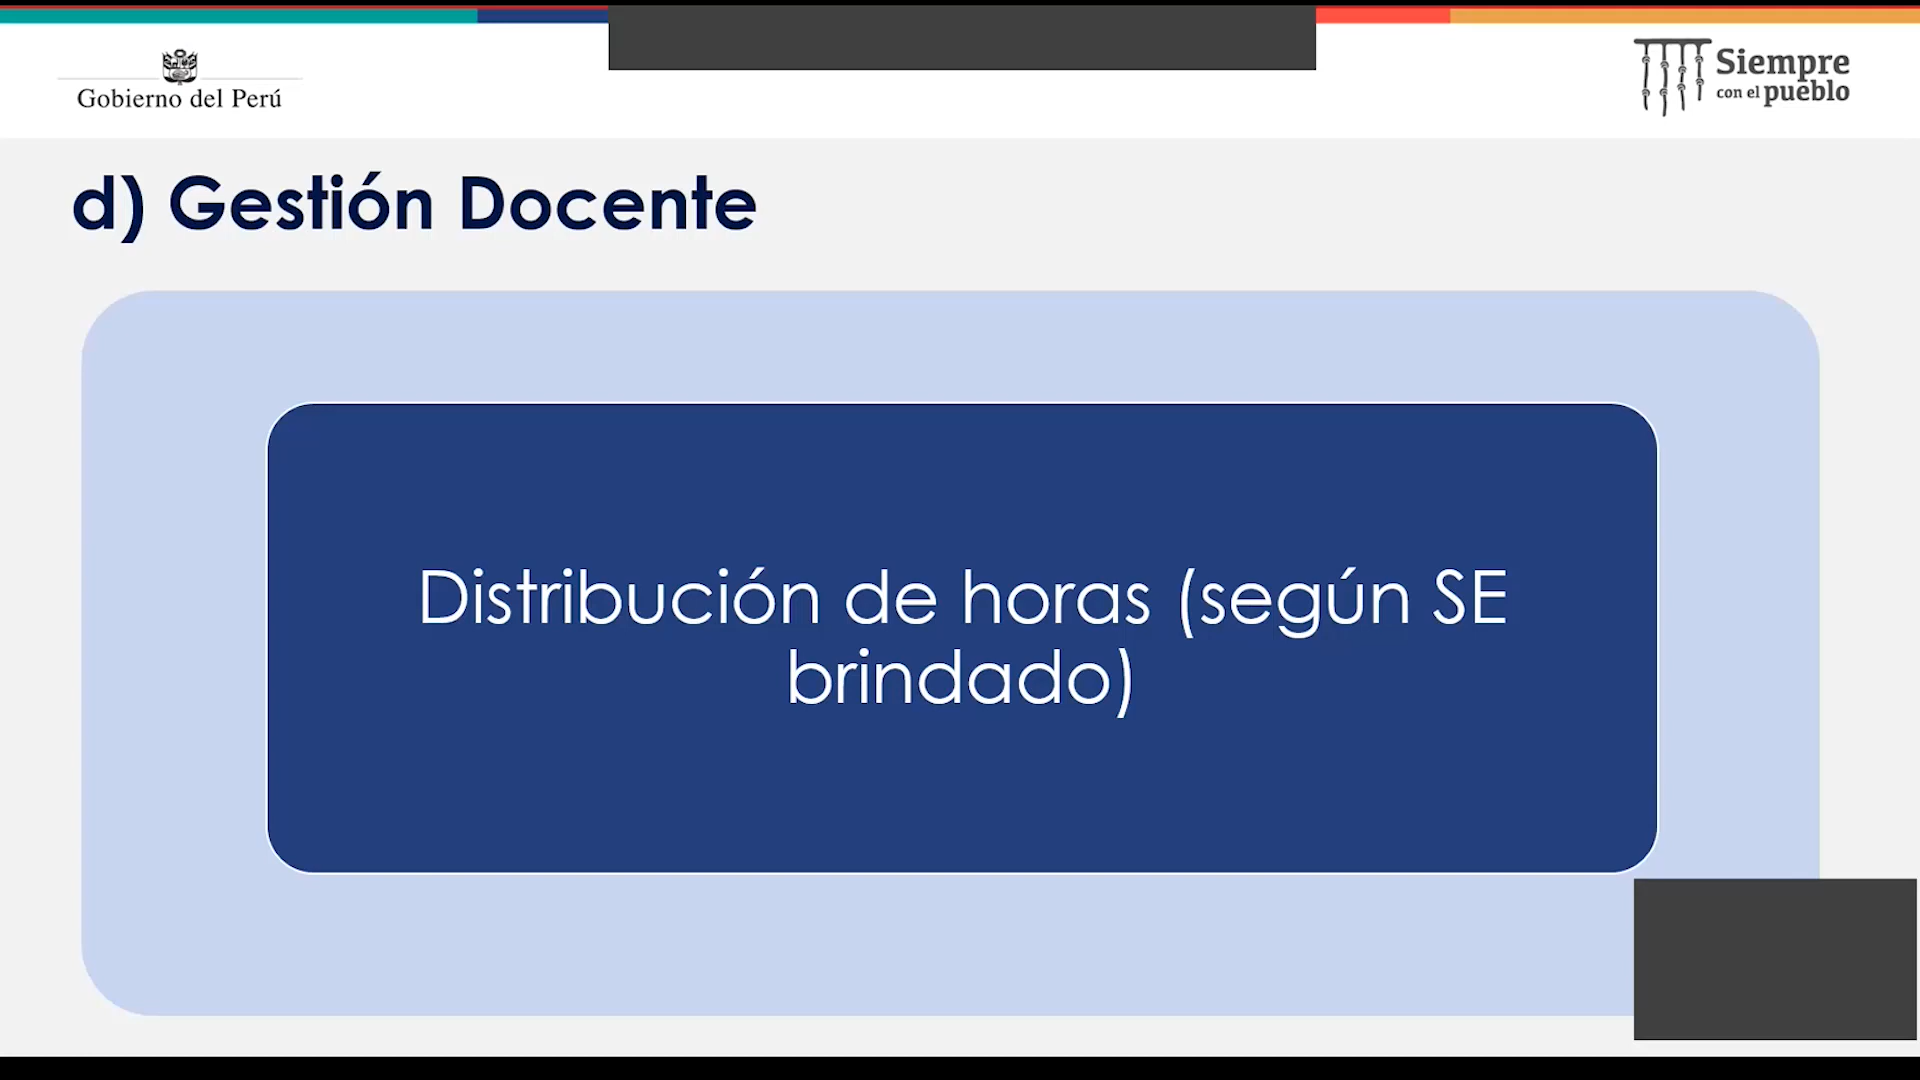 Gobierno del Perú
Siempre
con el pueblo
d) Gestión Docente
Distribución de horas (según SE
brindado)